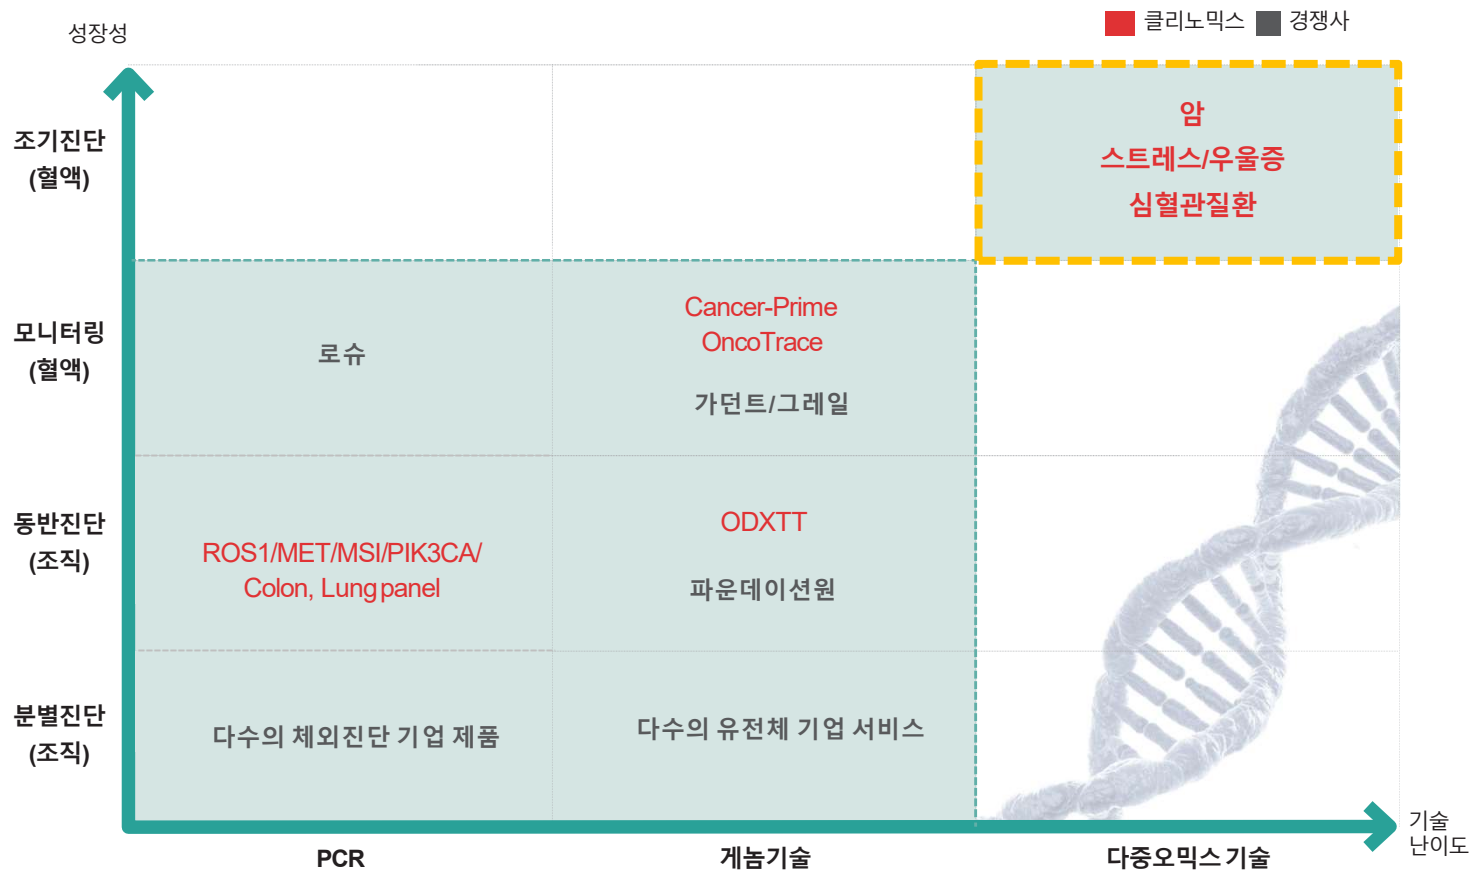 클리노믹스 경쟁사
성장성
조기진단
(혈액)
암
스트레스/우울증
심혈관질환
모니터링
(혈액)
로슈
Cancer-Prime
OncoTrace
가던트/그레일
동반진단
(조직)
ROS1/MET/MSI/PIK3CA/
Colon, Lung panel
ODXTT
파운데이션원
분별진단
(조직)
다수의 체외진단 기업 제품
다수의 유전체 기업 서비스
기술
난이도
PCR
게놈기술
다중오믹스 기술